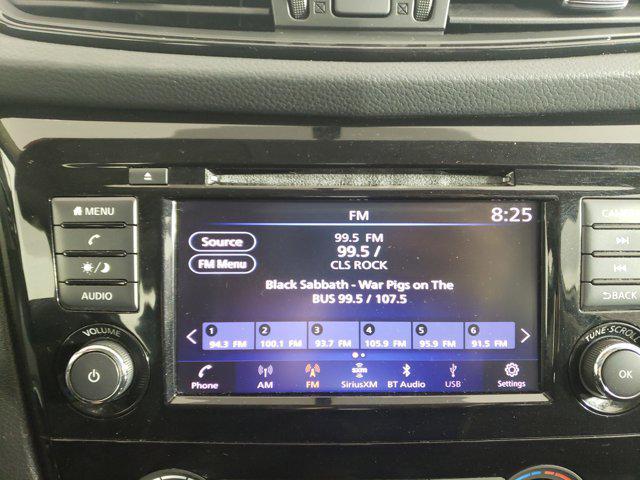 FM
8:25
MENU
Source
FM Menu
99.5 FM
99.5 /
CLS ROCK
Black Sabbath - War Pigs on The
BUS 99.5 / 107.5
AUDIO
BACK
VOLUME
TUNE·SCROLL
OK
1 2 3 4 5 6
94.3 FM 100.1 FM 93.7 FM 105.9 FM 95.9 FM 91.5 FM
sxm
Phone AM FM SiriusXM BT Audio USB Settings